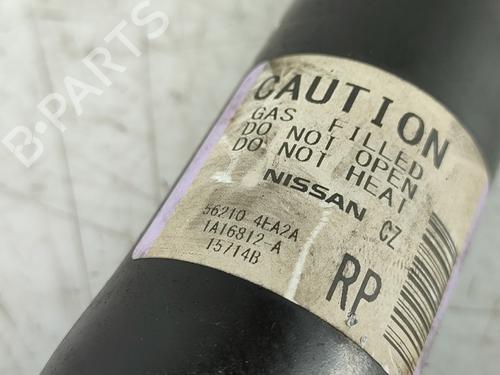 B-PARTS
CAUTION
GAS FILLED
DO NOT OPEN
DO NOT HEAT
NISSAN CZ
56210 4EA2A
1A16812-A
15714B
RP